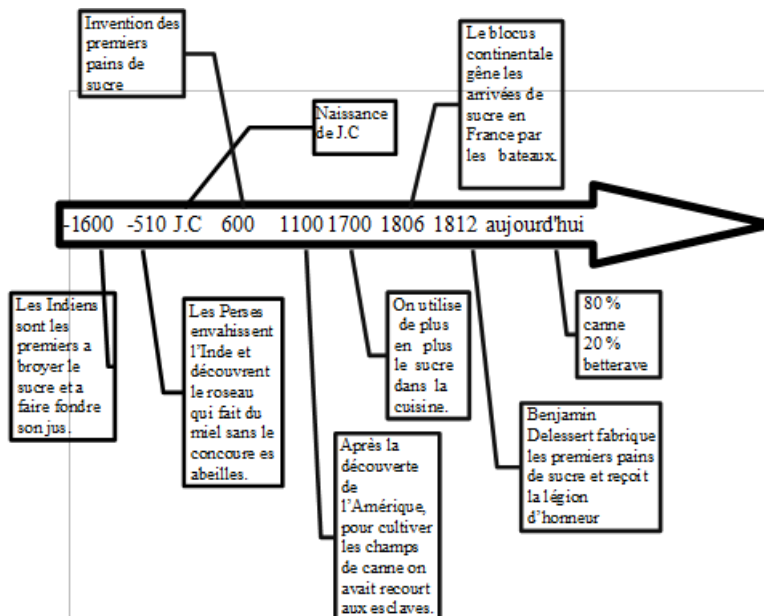 Invention des
premiers
pains de
sucre
Naissance
de J.C
Le blocus
continentale
gêne les
arrivées de
sucre en
France par
les bateaux.
-1600 -510 J.C 600 1100 1700 1806 1812 aujourd'hui
Les Indiens
sont les
premiers a
broyer le
sucre et a
faire fondre
son jus.
Les Perses
envahissent
l'Inde et
découvrent
le roseau
qui fait du
miel sans le
concoure es
abeilles.
Après la
découverte
de
l'Amérique,
pour cultiver
les champs
de canne on
avait recourt
aux esclaves.
On utilise
de plus
en plus
le sucre
dans la
cuisine.
Benjamin
Delessert fabrique
les premiers pains
de sucre et reçoit
la légion
d'honneur
80 %
canne
20 %
betterave